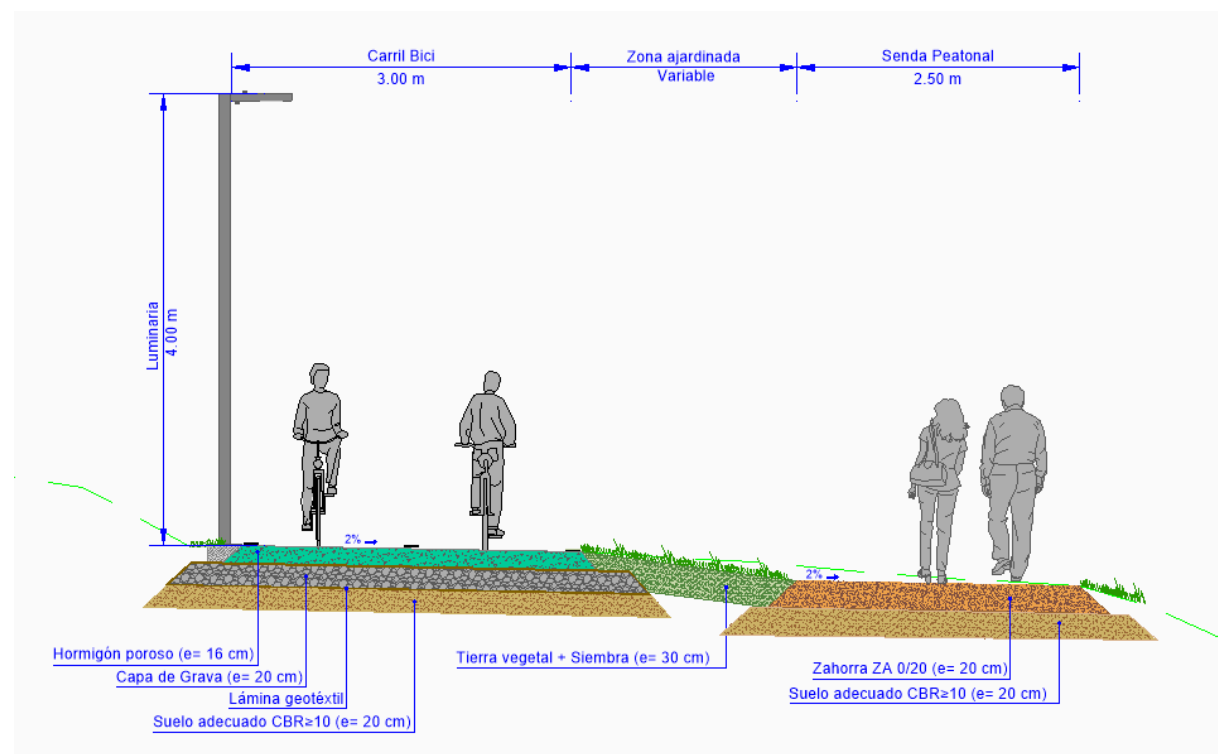 Carril Bici
3.00 m
Zona ajardinada
Variable
Senda Peatonal
2.50 m
Luminaria
4.00 m
2%
2%
Hormigón poroso (e= 16 cm)
Capa de Grava (e= 20 cm)
Lámina geotéxtil
Suelo adecuado CBR≥10 (e= 20 cm)
Tierra vegetal + Siembra (e= 30 cm)
Zahorra ZA 0/20 (e= 20 cm)
Suelo adecuado CBR≥10 (e= 20 cm)